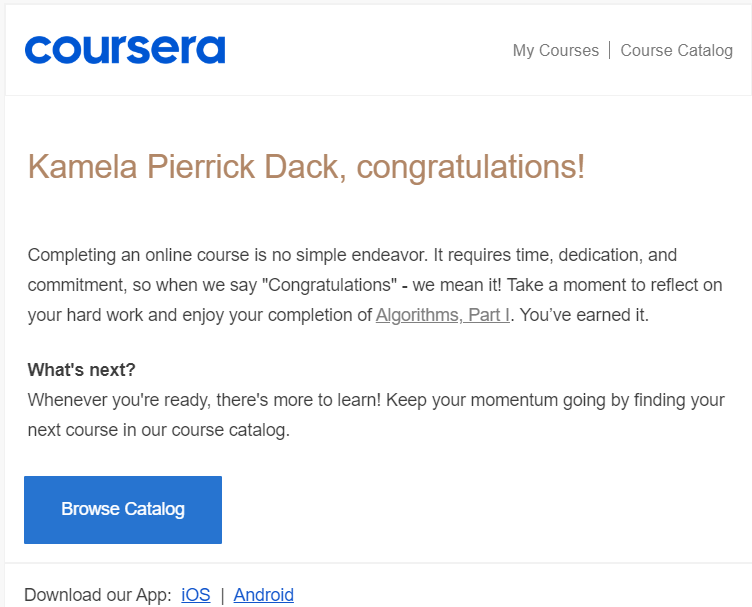 coursera
My Courses | Course Catalog
Kamela Pierrick Dack, congratulations!
Completing an online course is no simple endeavor. It requires time, dedication, and
commitment, so when we say "Congratulations" - we mean it! Take a moment to reflect on
your hard work and enjoy your completion of Algorithms, Part I. You’ve earned it.
What's next?
Whenever you're ready, there's more to learn! Keep your momentum going by finding your
next course in our course catalog.
Browse Catalog
Download our App: iOS | Android